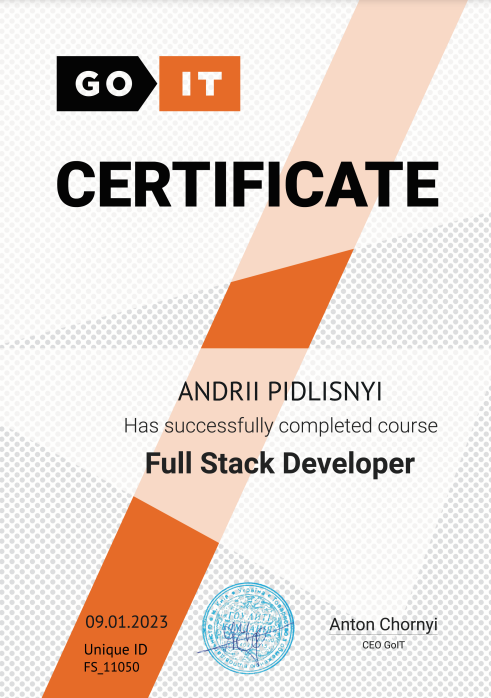 GO IT
CERTIFICATE
ANDRII PIDLISNYI
Has successfully completed course
Full Stack Developer
09.01.2023
Unique ID
FS_11050
Anton Chornyi
CEO GoIT